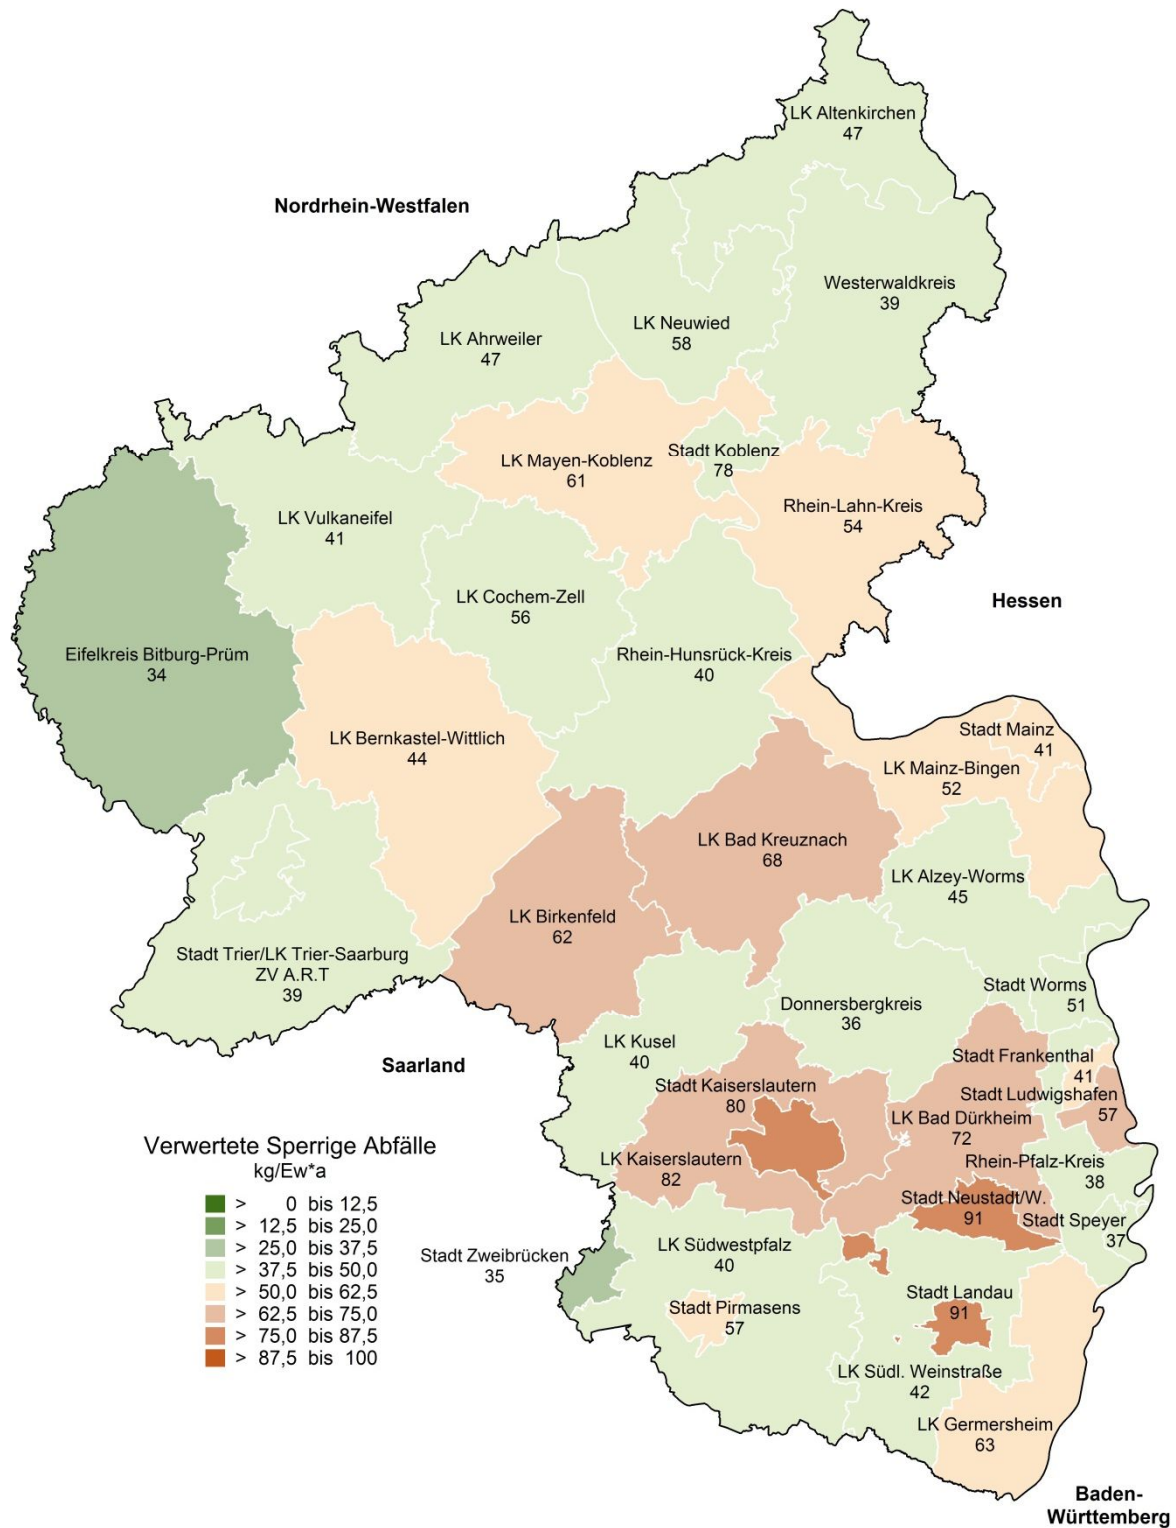 LK Altenkirchen
47
Nordrhein-Westfalen
Westerwaldkreis
39
LK Neuwied
58
LK Ahrweiler
47
Stadt Koblenz
78
LK Mayen-Koblenz
61
Rhein-Lahn-Kreis
54
LK Vulkaneifel
41
LK Cochem-Zell
56
Hessen
Eifelkreis Bitburg-Prüm
34
Rhein-Hunsrück-Kreis
40
Stadt Mainz
41
LK Bernkastel-Wittlich
44
LK Mainz-Bingen
52
LK Bad Kreuznach
68
LK Alzey-Worms
45
LK Birkenfeld
62
Stadt Trier/LK Trier-Saarburg
ZV A.R.T
39
Stadt Worms
51
Donnersbergkreis
36
LK Kusel
40
Saarland
Stadt Frankenthal
41
Stadt Kaiserslautern
80
Stadt Ludwigshafen
57
LK Bad Dürkheim
72
LK Kaiserslautern
82
Rhein-Pfalz-Kreis
38
Stadt Neustadt/W.
91
Stadt Speyer
37
LK Südwestpfalz
40
Stadt Zweibrücken
35
Stadt Landau
91
Stadt Pirmasens
57
LK Südl. Weinstraße
42
LK Germersheim
63
Baden-
Württemberg
Verwertete Sperrige Abfälle
kg/Ew*a
> 0 bis 12,5
> 12,5 bis 25,0
> 25,0 bis 37,5
> 37,5 bis 50,0
> 50,0 bis 62,5
> 62,5 bis 75,0
> 75,0 bis 87,5
> 87,5 bis 100